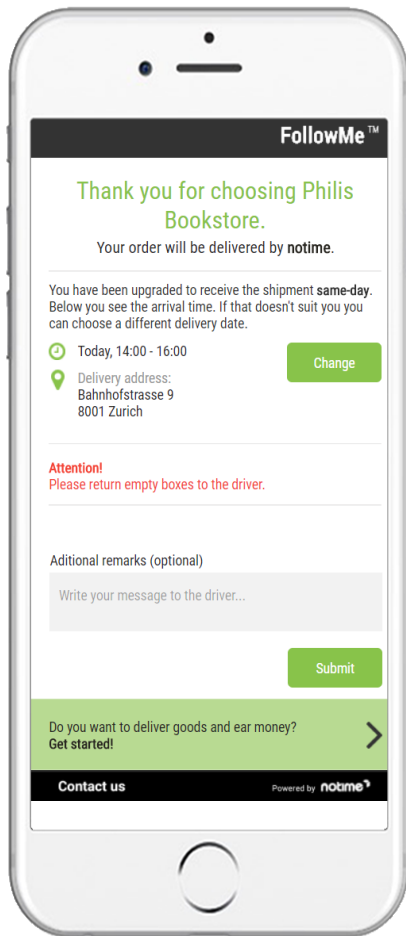 FollowMe™
Thank you for choosing Philis
Bookstore.
Your order will be delivered by notime.
You have been upgraded to receive the shipment same-day.
Below you see the arrival time. If that doesn't suit you you
can choose a different delivery date.
Today, 14:00 - 16:00
Change
Delivery address:
Bahnhofstrasse 9
8001 Zurich
Attention!
Please return empty boxes to the driver.
Aditional remarks (optional)
Write your message to the driver...
Submit
Do you want to deliver goods and ear money?
Get started!
Contact us
Powered by notime